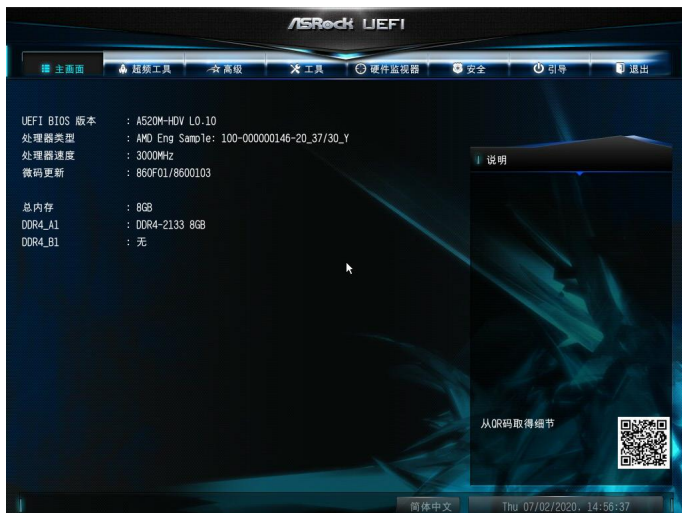 ASRock UEFI
主画面 超频工具 高级 工具 硬件监视器 安全 引导 退出
UEFI BIOS 版本 : A520M-HDV L0.10
处理器类型 : AMD Eng Sample: 100-000000146-20_37/30_Y
处理器速度 : 3000MHz
微码更新 : 860F01/8600103
总内存 : 8GB
DDR4_A1 : DDR4-2133 8GB
DDR4_B1 : 无
说明
从QR码取得细节
简体中文 Thu 07/02/2020. 14:56:37